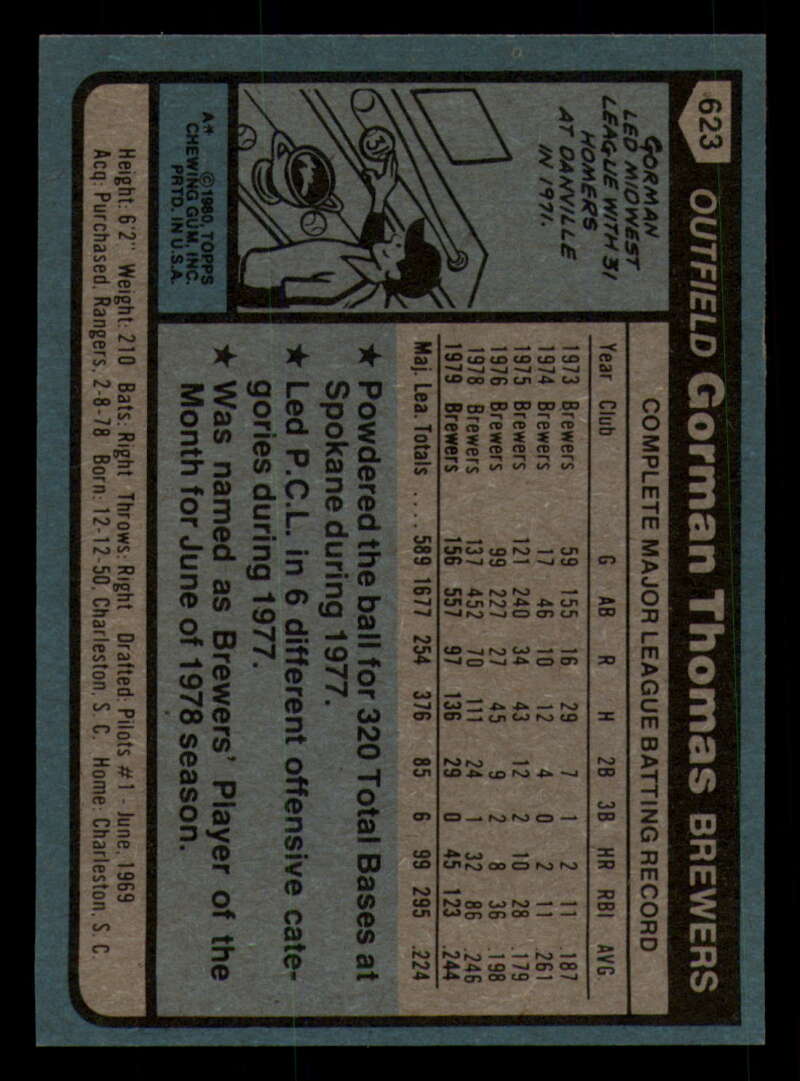 623
OUTFIELD Gorman Thomas BREWERS
GORMAN
LED MIDWEST
LEAGUE WITH 31
HOMERS
AT DANVILLE
IN 1971.
A* © 1980, TOPPS
CHEWING GUM, INC.
PRTD. IN U.S.A.
COMPLETE MAJOR LEAGUE BATTING RECORD
Year Club G AB R H 2B 3B HR RBI AVG
1973 Brewers 59 155 16 29 7 1 2 11 .187
1974 Brewers 17 46 10 12 4 0 2 11 .261
1975 Brewers 121 240 34 43 12 2 10 28 .179
1976 Brewers 99 227 27 45 9 2 8 36 .198
1978 Brewers 137 452 70 111 24 1 32 86 .246
1979 Brewers 156 557 97 136 29 0 45 123 .244
Maj. Lea. Totals .... 589 1677 254 376 85 6 99 295 .224
★ Powdered the ball for 320 Total Bases at
Spokane during 1977.
★ Led P.C.L. in 6 different offensive cate-
gories during 1977.
★ Was named as Brewers' Player of the
Month for June of 1978 season.
Height: 6'2" Weight: 210 Bats: Right Throws: Right Drafted: Pilots #1 - June, 1969
Acq: Purchased, Rangers, 2-8-78 Born: 12-12-50, Charleston, S. C. Home: Charleston, S. C.